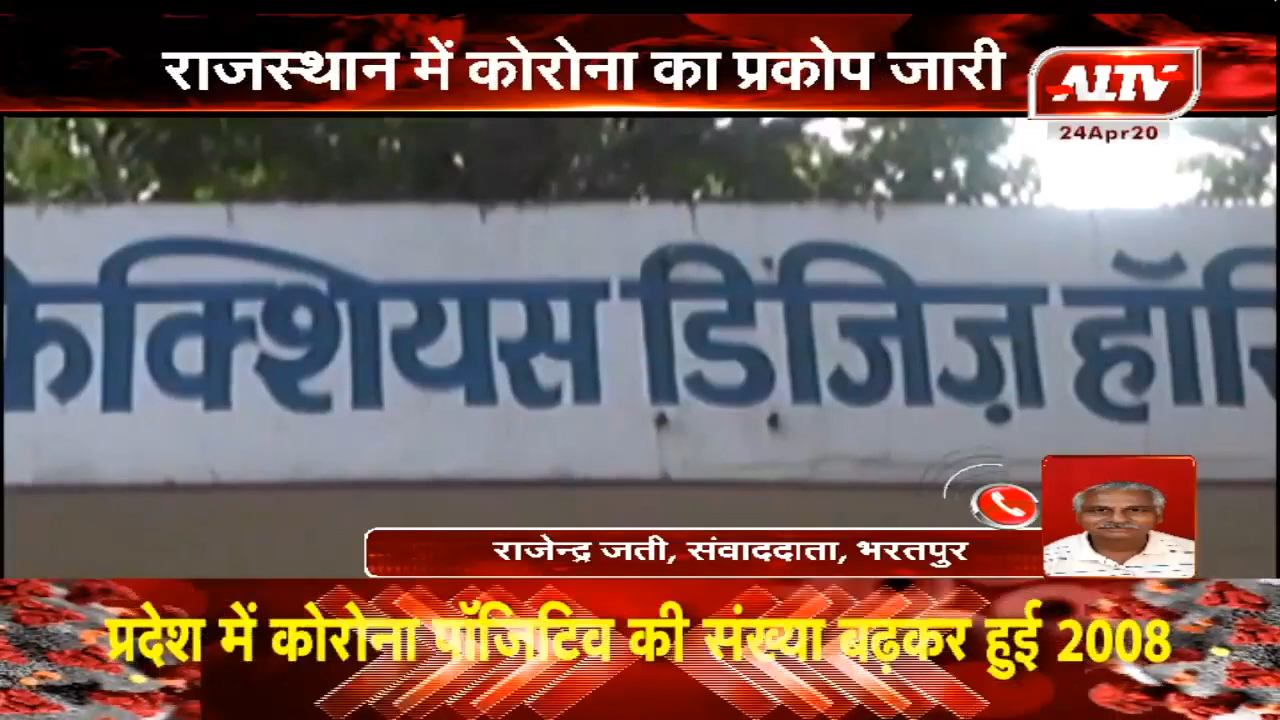 राजस्थान में कोरोना का प्रकोप जारी
ALTV
24Apr20
फेक्शियस डिजिज़ हॉस्
राजेन्द्र जती, संवाददाता, भरतपुर
प्रदेश में कोरोना पॉजिटिव की संख्या बढ़कर हुई 2008